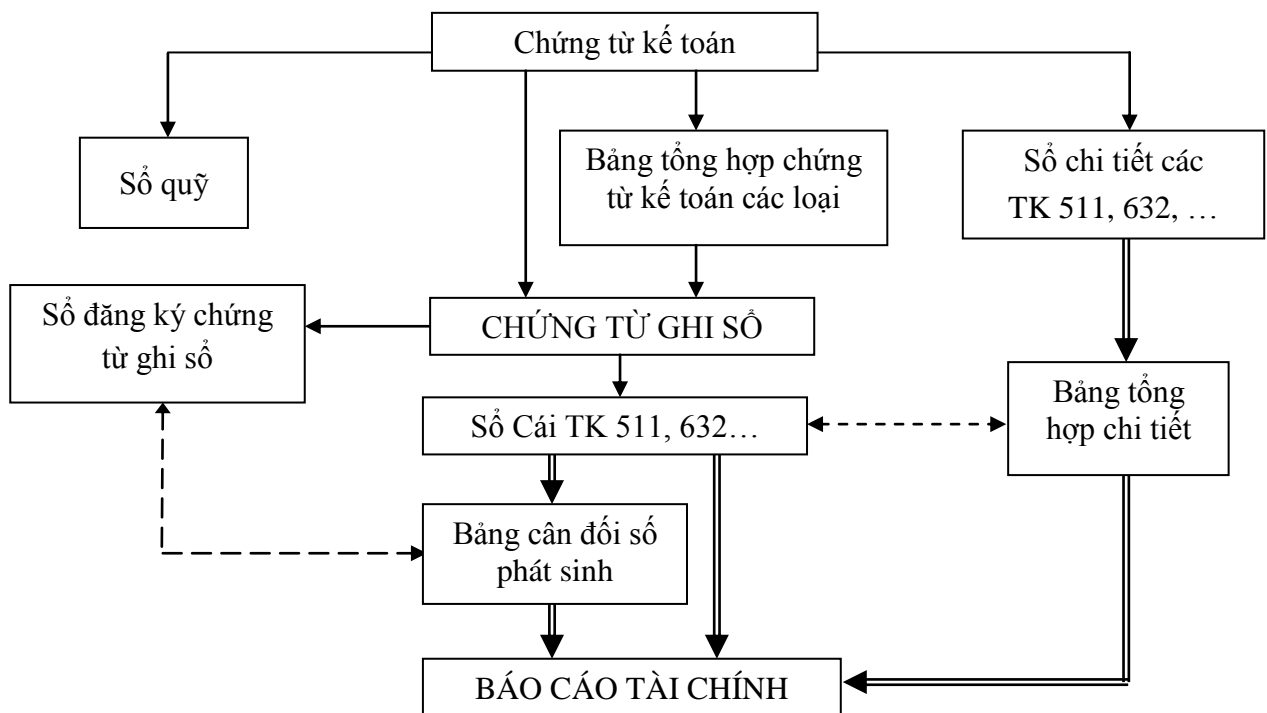 Chứng từ kế toán
Sổ quỹ
Bảng tổng hợp chứng
từ kế toán các loại
Sổ chi tiết các
TK 511, 632, …
Sổ đăng ký chứng
từ ghi sổ
CHỨNG TỪ GHI SỔ
Sổ Cái TK 511, 632…
Bảng tổng
hợp chi tiết
Bảng cân đối số
phát sinh
BÁO CÁO TÀI CHÍNH